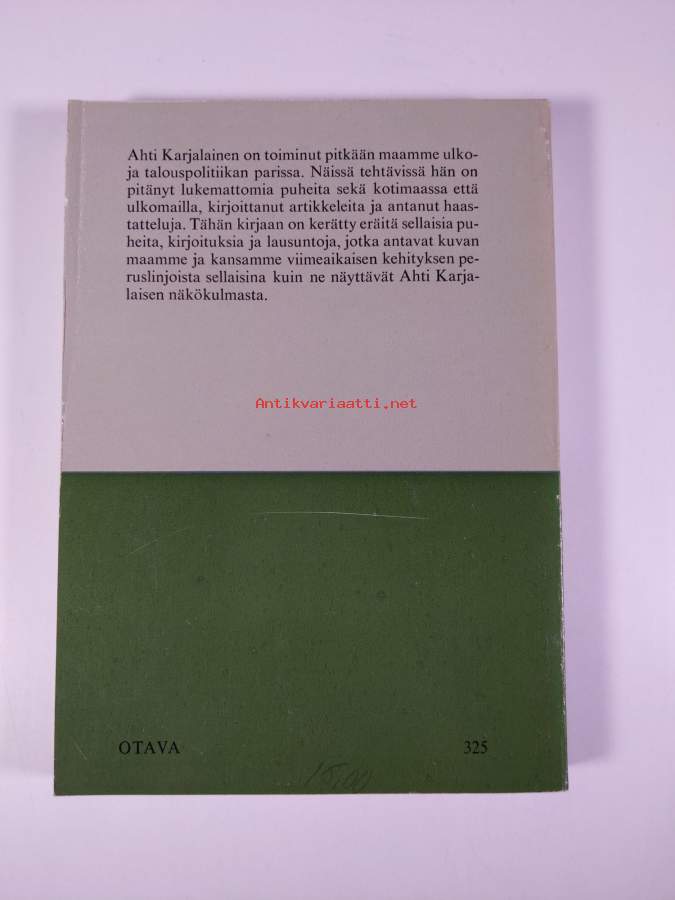 Ahti Karjalainen on toiminut pitkään maamme ulko-
ja talouspolitiikan parissa. Näissä tehtävissä hän on
pitänyt lukemattomia puheita sekä kotimaassa että
ulkomailla, kirjoittanut artikkeleita ja antanut haas-
tatteluja. Tähän kirjaan on kerätty eräitä sellaisia pu-
heita, kirjoituksia ja lausuntoja, jotka antavat kuvan
maamme ja kansamme viimeaikaisen kehityksen pe-
ruslinjoista sellaisina kuin ne näyttävät Ahti Karja-
laisen näkökulmasta.
Antikvariaatti.net
OTAVA 325
15,00